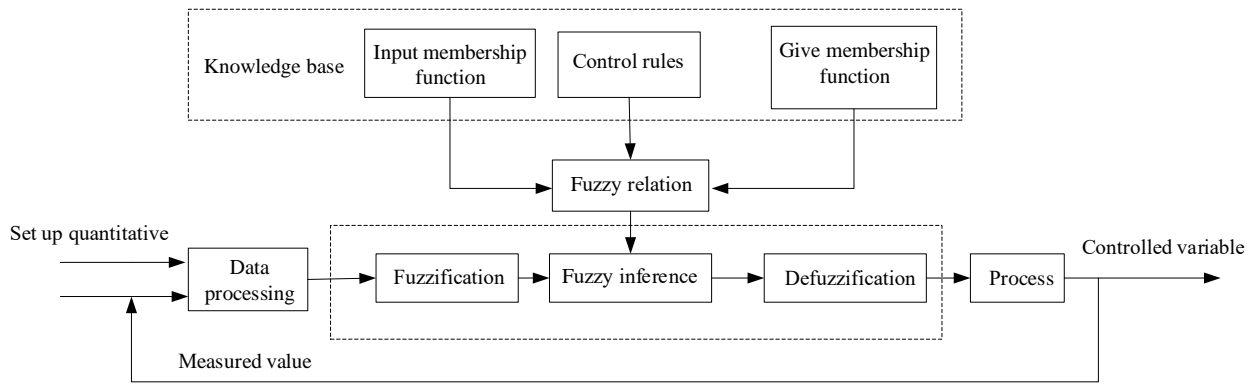 Knowledge base
Input membership
function
Control rules
Give membership
function
Fuzzy relation
Set up quantitative
Data
processing
Fuzzification
Fuzzy inference
Defuzzification
Process
Controlled variable
Measured value